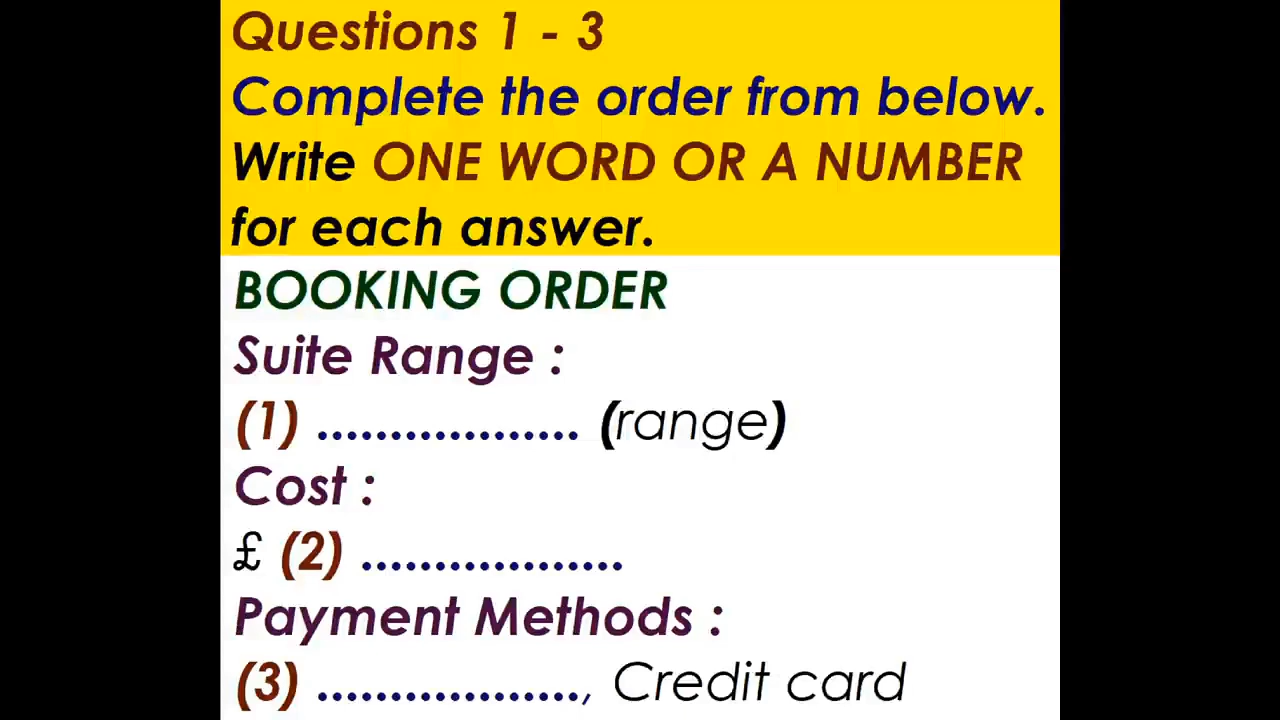 Questions 1 - 3
Complete the order from below.
Write ONE WORD OR A NUMBER
for each answer.
BOOKING ORDER
Suite Range :
(1) .................. (range)
Cost :
£ (2) ..................
Payment Methods :
(3) .................., Credit card